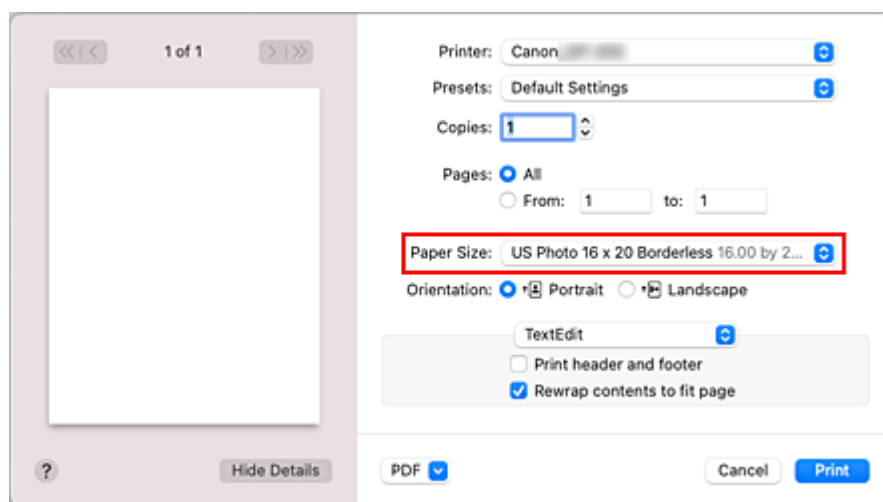 1 of 1
Printer: Canon
Presets: Default Settings
Copies: 1
Pages: All
From: 1 to: 1
Paper Size: US Photo 16 x 20 Borderless 16.00 by 2...
Orientation: Portrait Landscape
TextEdit
Print header and footer
Rewrap contents to fit page
? Hide Details PDF Cancel Print